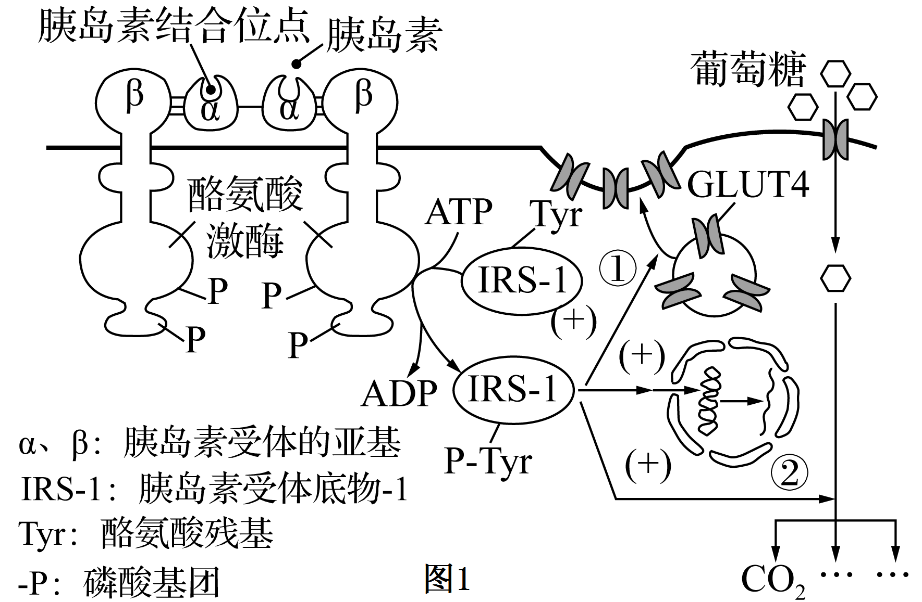 胰岛素结合位点
胰岛素
葡萄糖
β
α
α
β
GLUT4
酪氨酸
激酶
ATP
Tyr
IRS-1
①
(+)
P
P
P
P
(+)
ADP
IRS-1
P-Tyr
(+)
②
α、β：胰岛素受体的亚基
IRS-1：胰岛素受体底物-1
Tyr：酪氨酸残基
-P：磷酸基团
图1
CO₂ ··· ···